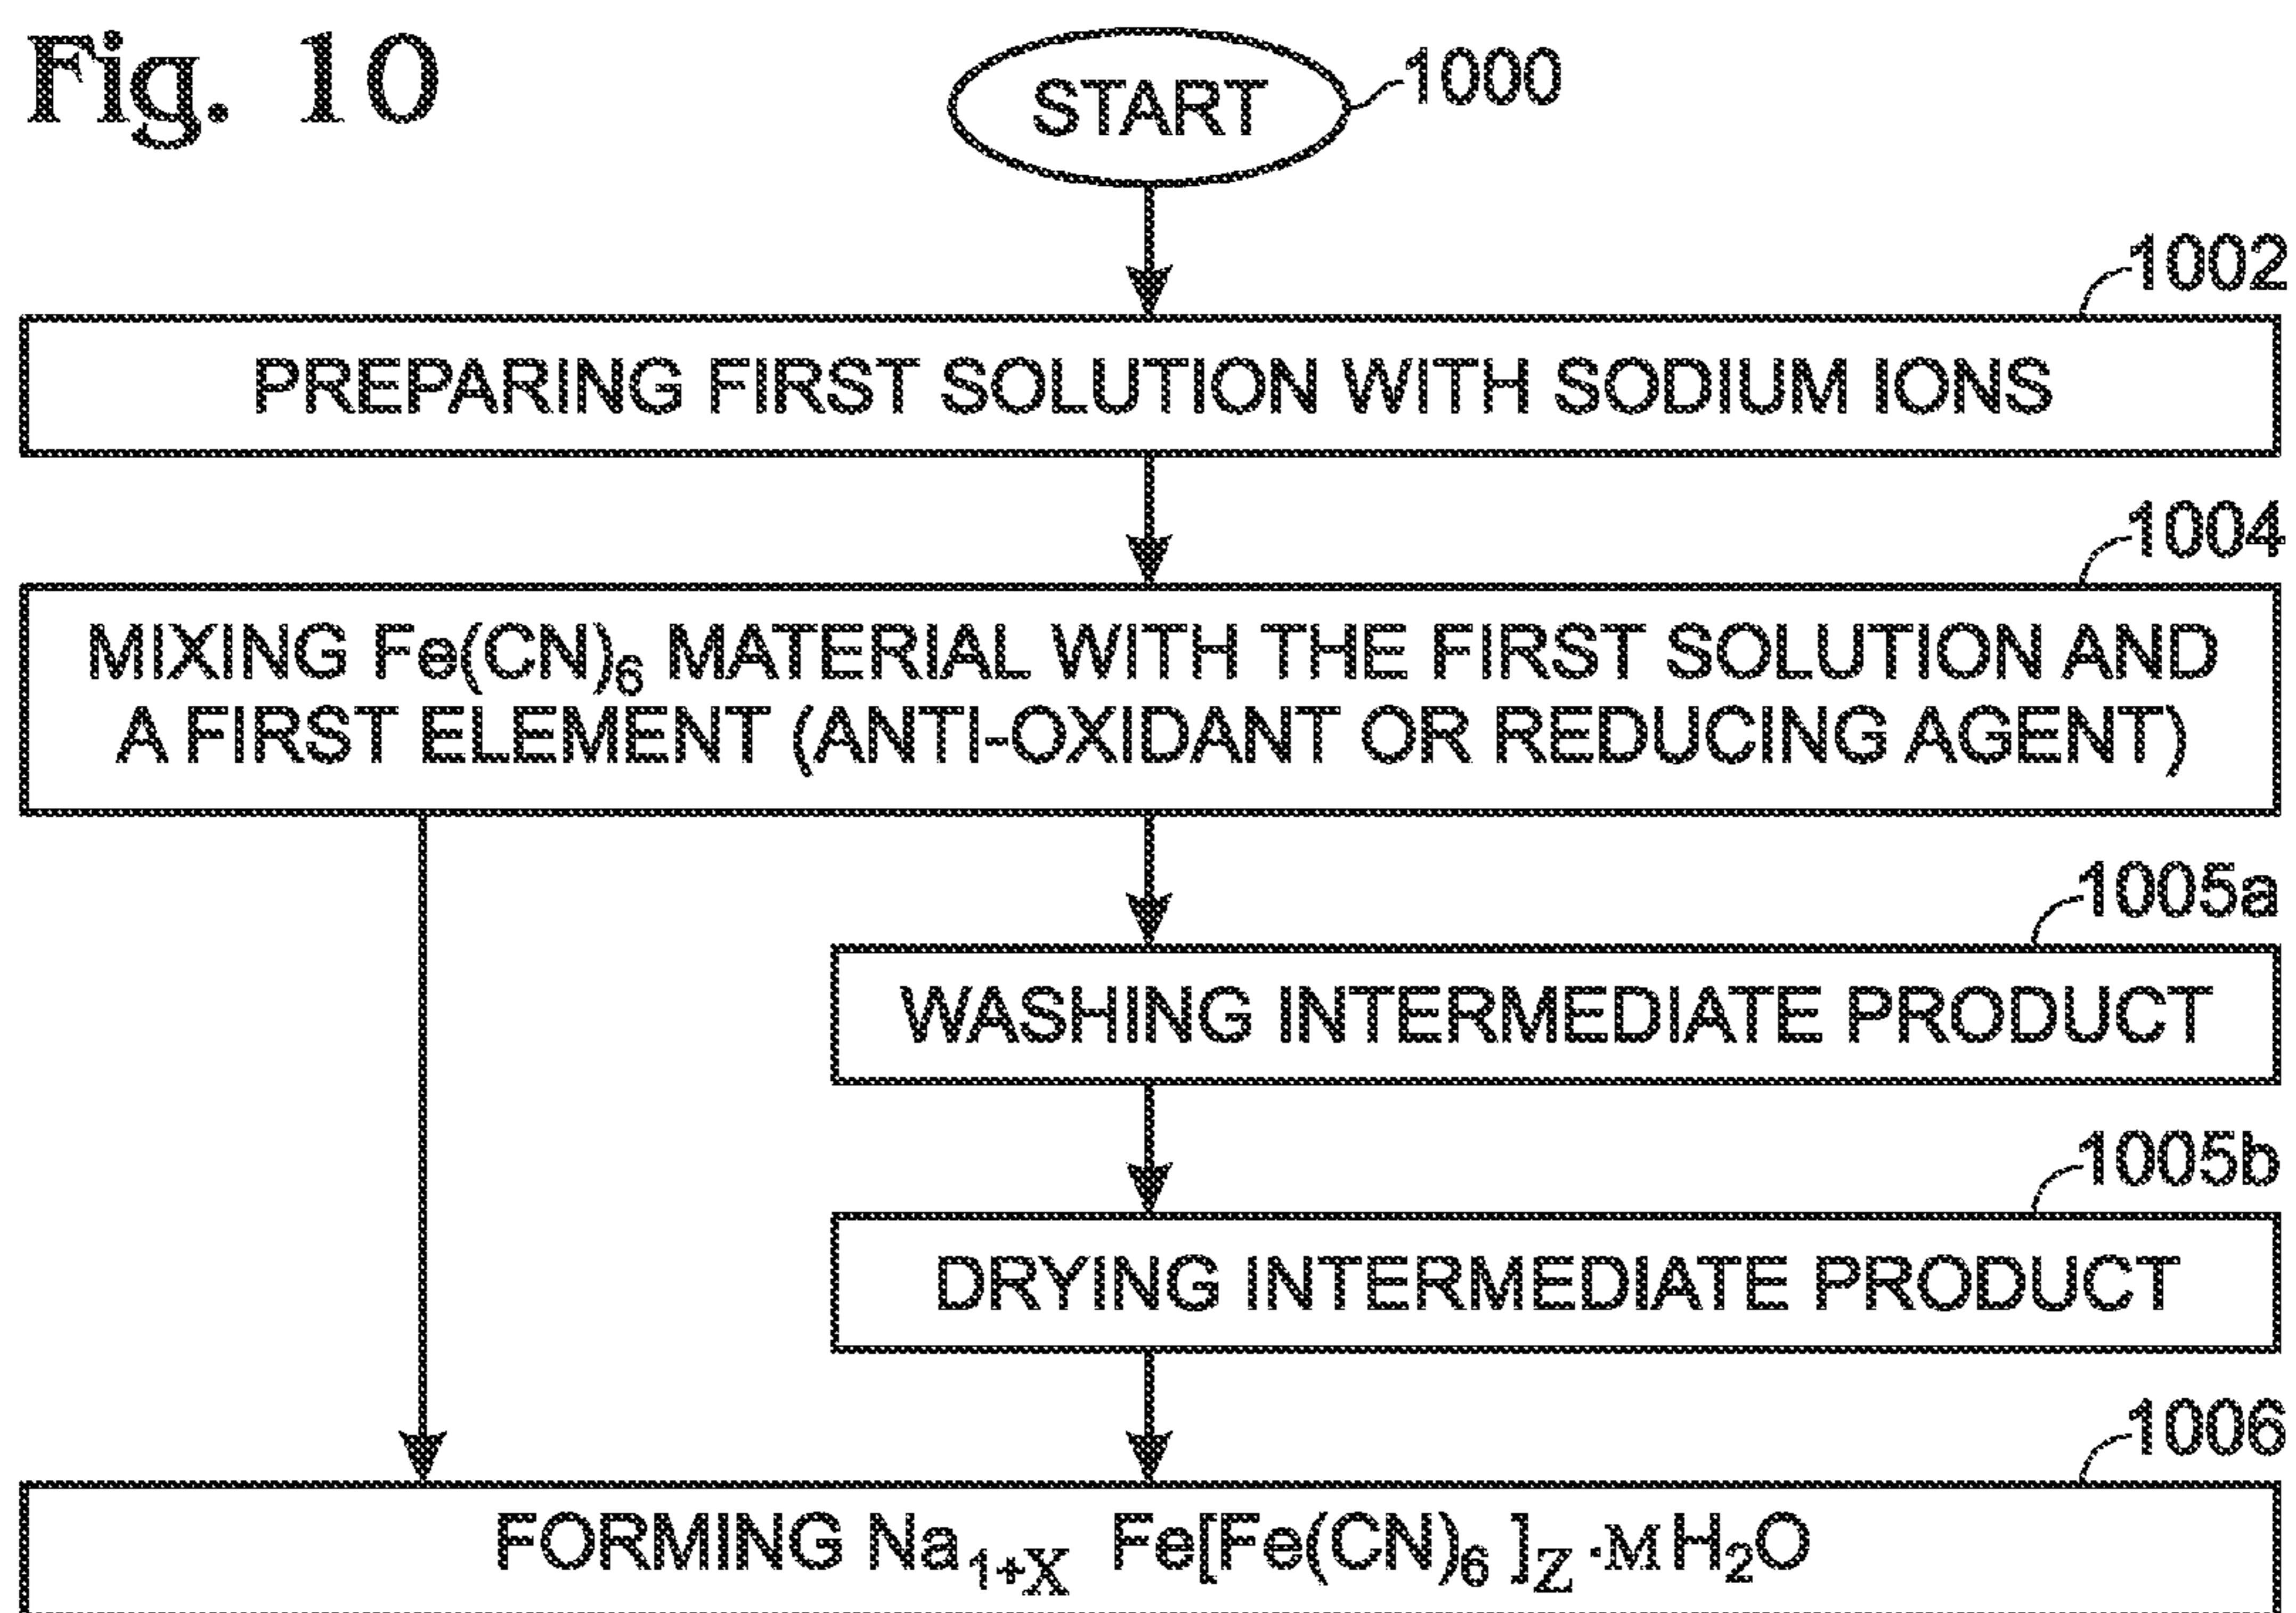 Fig. 10
START
1000
1002
PREPARING FIRST SOLUTION WITH SODIUM IONS
1004
MIXING Fe(CN)₆ MATERIAL WITH THE FIRST SOLUTION AND
A FIRST ELEMENT (ANTI-OXIDANT OR REDUCING AGENT)
1005a
WASHING INTERMEDIATE PRODUCT
1005b
DRYING INTERMEDIATE PRODUCT
1006
FORMING Na₁₊X Fe[Fe(CN)₆]Z·MH₂O